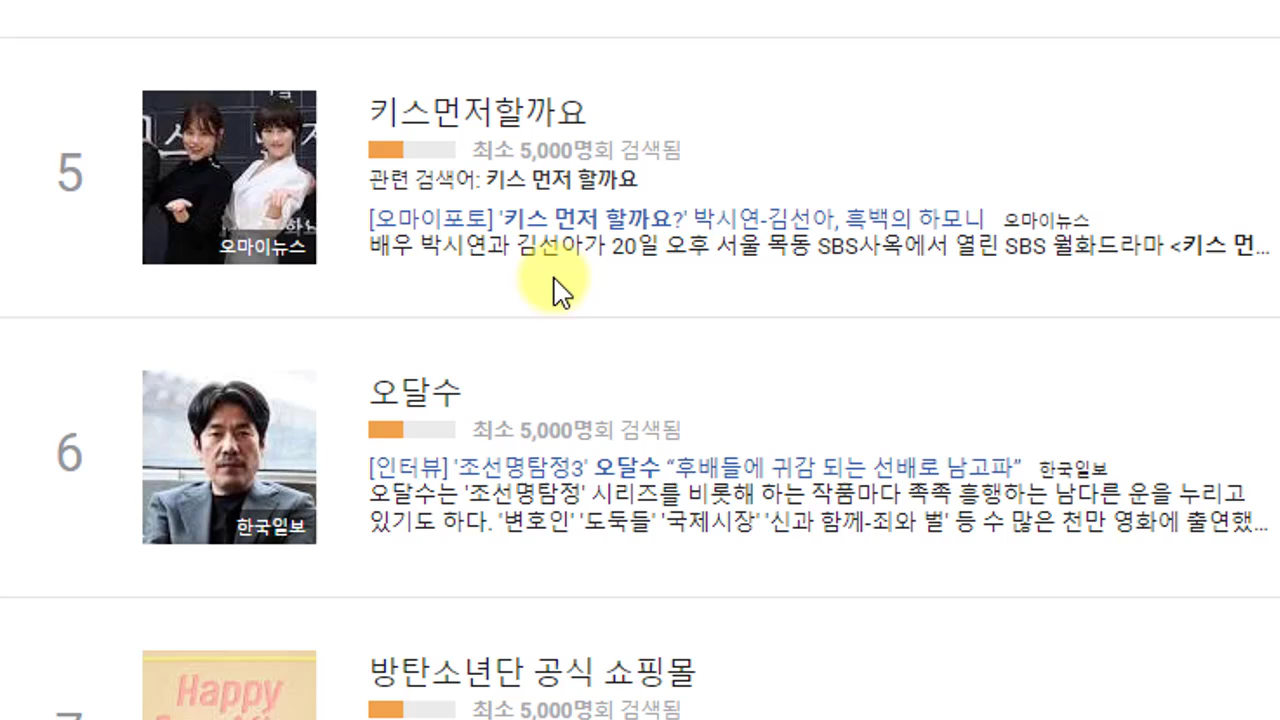 5
오마이뉴스
키스먼저할까요
최소 5,000명회 검색됨
관련 검색어: 키스 먼저 할까요
[오마이포토] '키스 먼저 할까요?' 박시연-김선아, 흑백의 하모니 오마이뉴스
배우 박시연과 김선아가 20일 오후 서울 목동 SBS사옥에서 열린 SBS 월화드라마 <키스 먼...
6
한국일보
오달수
최소 5,000명회 검색됨
[인터뷰] '조선명탐정3' 오달수 “후배들에 귀감 되는 선배로 남고파” 한국일보
오달수는 '조선명탐정' 시리즈를 비롯해 하는 작품마다 족족 흥행하는 남다른 운을 누리고
있기도 하다. '변호인' '도둑들' '국제시장' '신과 함께-죄와 벌' 등 수 많은 천만 영화에 출연했...
Happy
방탄소년단 공식 쇼핑몰
최소 5,000명회 검색됨